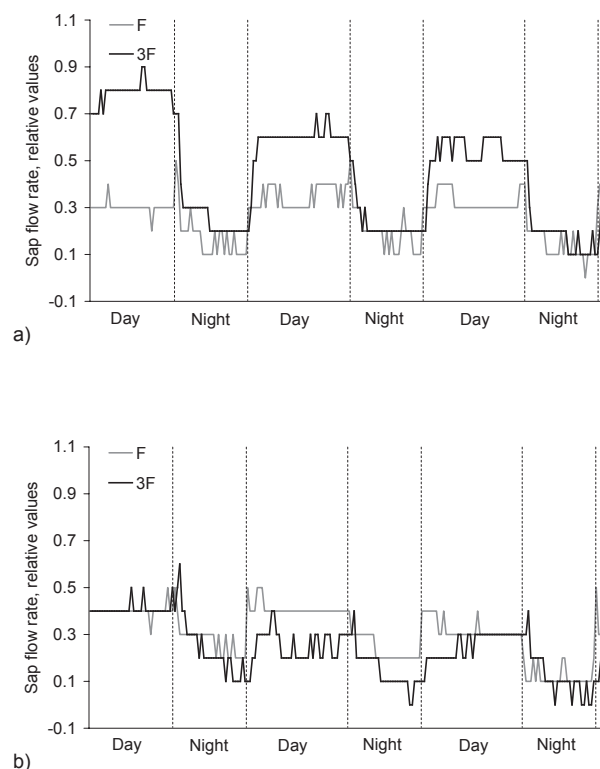 Sap flow rate, relative values
1.1
0.9
0.7
0.5
0.3
0.1
-0.1
F
3F
Day Night Day Night Day Night
a)
Sap flow rate, relative values
1.1
0.9
0.7
0.5
0.3
0.1
-0.1
F
3F
Day Night Day Night Day Night
b)